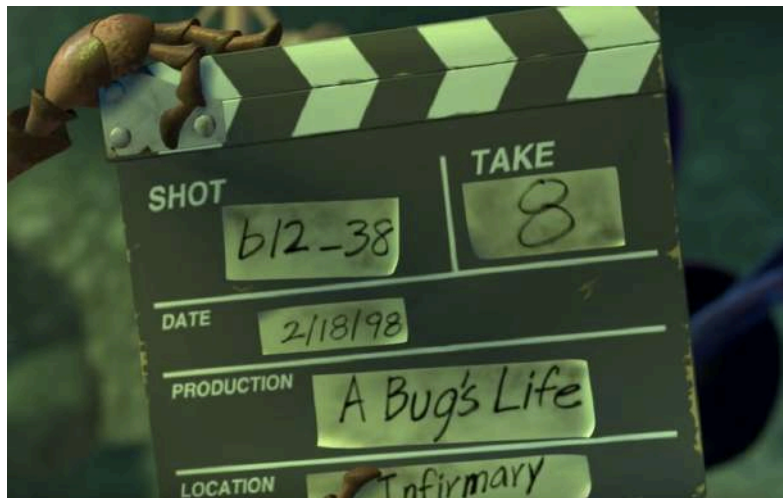 SHOT
b12_38
TAKE
8
DATE
2/18/98
PRODUCTION
A Bug's Life
LOCATION
Infirmary